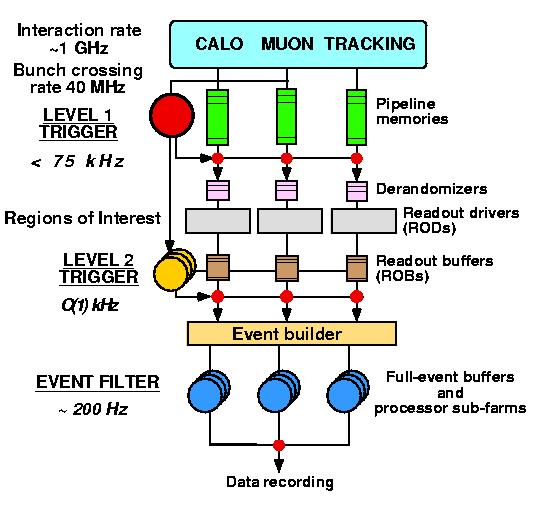 Interaction rate
~1 GHz
CALO MUON TRACKING
Bunch crossing
rate 40 MHz
LEVEL 1
TRIGGER
< 75 kHz
Pipeline
memories
Derandomizers
Regions of Interest
Readout drivers
(RODs)
LEVEL 2
TRIGGER
O(1) kHz
Readout buffers
(ROBs)
Event builder
EVENT FILTER
~ 200 Hz
Full-event buffers
and
processor sub-farms
Data recording